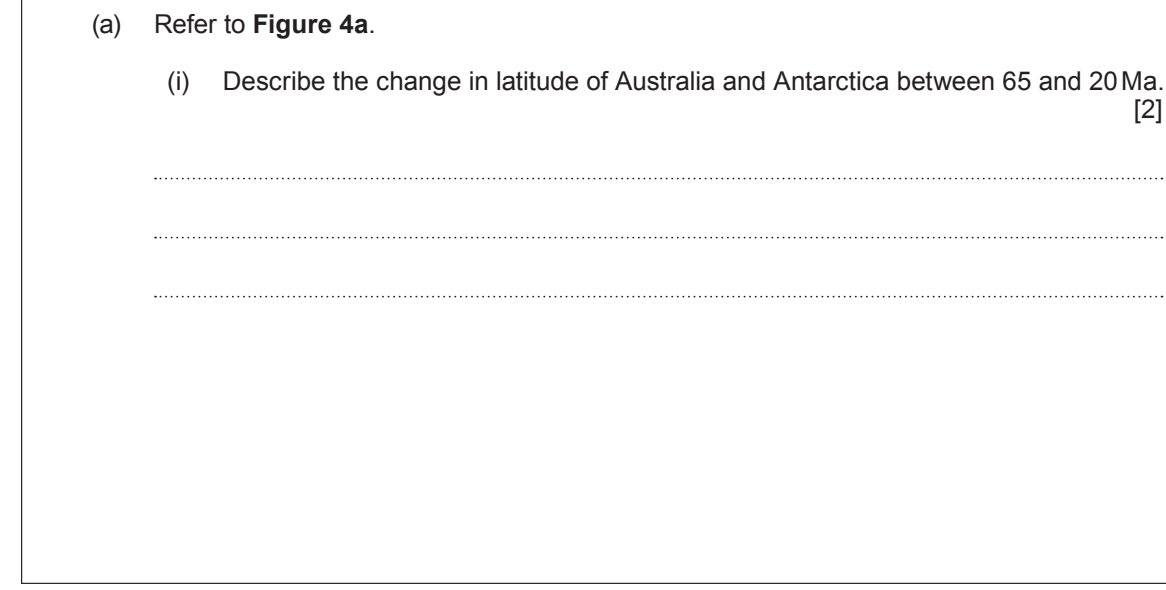 (a) Refer to Figure 4a.
(i) Describe the change in latitude of Australia and Antarctica between 65 and 20 Ma.
[2]